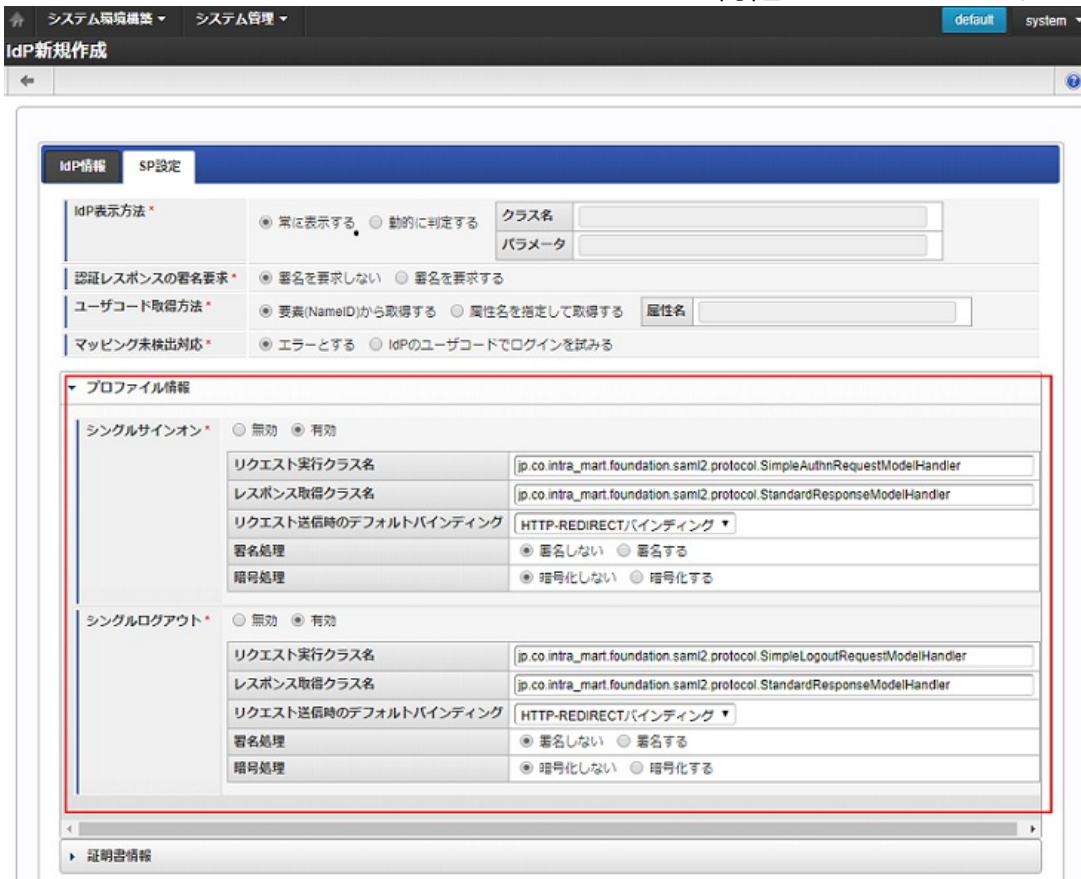 システム環境構築 ▾ システム管理 ▾ default system ▾
IdP新規作成
IdP情報 SP設定
IdP表示方法 * 常に表示する 動的に判定する クラス名
パラメータ
認証レスポンスの署名要求 * 署名を要求しない 署名を要求する
ユーザコード取得方法 * 要素(NameID)から取得する 属性名を指定して取得する 属性名
マッピング未検出対応 * エラーとする IdPのユーザコードでログインを試みる
プロファイル情報
シングルサインオン * 無効 有効
リクエスト実行クラス名 jp.co.intra_mart.foundation.saml2.protocol.SimpleAuthnRequestModelHandler
レスポンス取得クラス名 jp.co.intra_mart.foundation.saml2.protocol.StandardResponseModelHandler
リクエスト送信時のデフォルトバインディング HTTP-REDIRECTバインディング ▼
署名処理 署名しない 署名する
暗号処理 暗号化しない 暗号化する
シングルログアウト * 無効 有効
リクエスト実行クラス名 jp.co.intra_mart.foundation.saml2.protocol.SimpleLogoutRequestModelHandler
レスポンス取得クラス名 jp.co.intra_mart.foundation.saml2.protocol.StandardResponseModelHandler
リクエスト送信時のデフォルトバインディング HTTP-REDIRECTバインディング ▼
署名処理 署名しない 署名する
暗号処理 暗号化しない 暗号化する
証明書情報